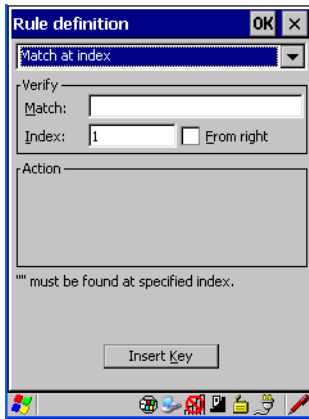 Rule definition OK
Match at index
Verify
Match:
Index: 1 From right
Action
"" must be found at specified index.
Insert Key